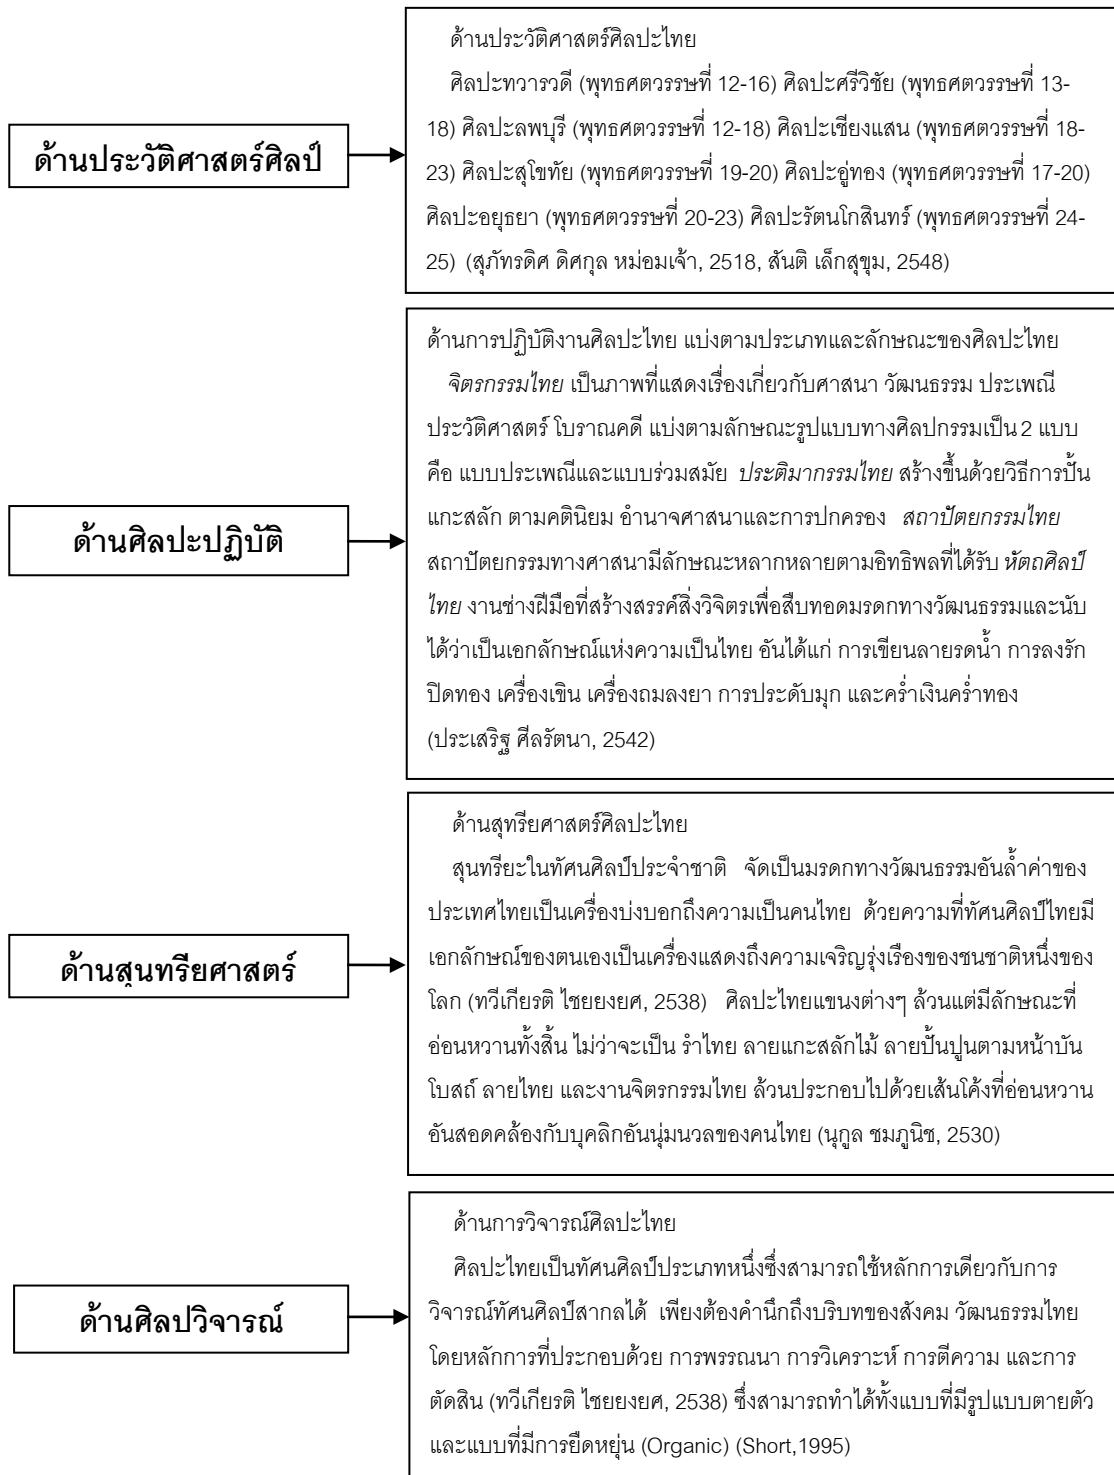 ด้านประวัติศาสตร์ศิลป์
ด้านประวัติศาสตร์ศิลปะไทย
ศิลปะทวารวดี (พุทธศตวรรษที่ 12-16) ศิลปะศรีวิชัย (พุทธศตวรรษที่ 13-
18) ศิลปะลพบุรี (พุทธศตวรรษที่ 12-18) ศิลปะเชียงแสน (พุทธศตวรรษที่ 18-
23) ศิลปะสุโขทัย (พุทธศตวรรษที่ 19-20) ศิลปะอู่ทอง (พุทธศตวรรษที่ 17-20)
ศิลปะอยุธยา (พุทธศตวรรษที่ 20-23) ศิลปะรัตนโกสินทร์ (พุทธศตวรรษที่ 24-
25) (สุภัทรดิศ ดิศกุล หม่อมเจ้า, 2518, สันติ เล็กสุขุม, 2548)
ด้านศิลปะปฏิบัติ
ด้านการปฏิบัติงานศิลปะไทย แบ่งตามประเภทและลักษณะของศิลปะไทย
จิตรกรรมไทย เป็นภาพที่แสดงเรื่องเกี่ยวกับศาสนา วัฒนธรรม ประเพณี
ประวัติศาสตร์ โบราณคดี แบ่งตามลักษณะรูปแบบทางศิลปกรรมเป็น 2 แบบ
คือ แบบประเพณีและแบบร่วมสมัย ประติมากรรมไทย สร้างขึ้นด้วยวิธีการปั้น
แกะสลัก ตามคตินิยม อำนาจศาสนาและการปกครอง สถาปัตยกรรมไทย
สถาปัตยกรรมทางศาสนามีลักษณะหลากหลายตามอิทธิพลที่ได้รับ หัตถศิลป์
ไทย งานช่างฝีมือที่สร้างสรรค์สิ่งวิจิตรเพื่อสืบทอดมรดกทางวัฒนธรรมและนับ
ได้ว่าเป็นเอกลักษณ์แห่งความเป็นไทย อันได้แก่ การเขียนลายรดน้ำ การลงรัก
ปิดทอง เครื่องเขิน เครื่องถมลงยา การประดับมุก และคร่ำเงินคร่ำทอง
(ประเสริฐ ศีลรัตนา, 2542)
ด้านสุนทรียศาสตร์
ด้านสุทรียศาสตร์ศิลปะไทย
สุนทรียะในทัศนศิลป์ประจำชาติ จัดเป็นมรดกทางวัฒนธรรมอันล้ำค่าของ
ประเทศไทยเป็นเครื่องบ่งบอกถึงความเป็นคนไทย ด้วยความที่ทัศนศิลป์ไทยมี
เอกลักษณ์ของตนเองเป็นเครื่องแสดงถึงความเจริญรุ่งเรืองของชนชาติหนึ่งของ
โลก (ทวีเกียรติ ไชยยงยศ, 2538) ศิลปะไทยแขนงต่างๆ ล้วนแต่มีลักษณะที่
อ่อนหวานทั้งสิ้น ไม่ว่าจะเป็น รำไทย ลายแกะสลักไม้ ลายปั้นปูนตามหน้าบัน
โบสถ์ ลายไทย และงานจิตรกรรมไทย ล้วนประกอบไปด้วยเส้นโค้งที่อ่อนหวาน
อันสอดคล้องกับบุคลิกอันนุ่มนวลของคนไทย (นุกูล ชมภูนิช, 2530)
ด้านศิลปวิจารณ์
ด้านการวิจารณ์ศิลปะไทย
ศิลปะไทยเป็นทัศนศิลป์ประเภทหนึ่งซึ่งสามารถใช้หลักการเดียวกับการ
วิจารณ์ทัศนศิลป์สากลได้ เพียงต้องคำนึกถึงบริบทของสังคม วัฒนธรรมไทย
โดยหลักการที่ประกอบด้วย การพรรณนา การวิเคราะห์ การตีความ และการ
ตัดสิน (ทวีเกียรติ ไชยยงยศ, 2538) ซึ่งสามารถทำได้ทั้งแบบที่มีรูปแบบตายตัว
และแบบที่มีการยืดหยุ่น (Organic) (Short,1995)